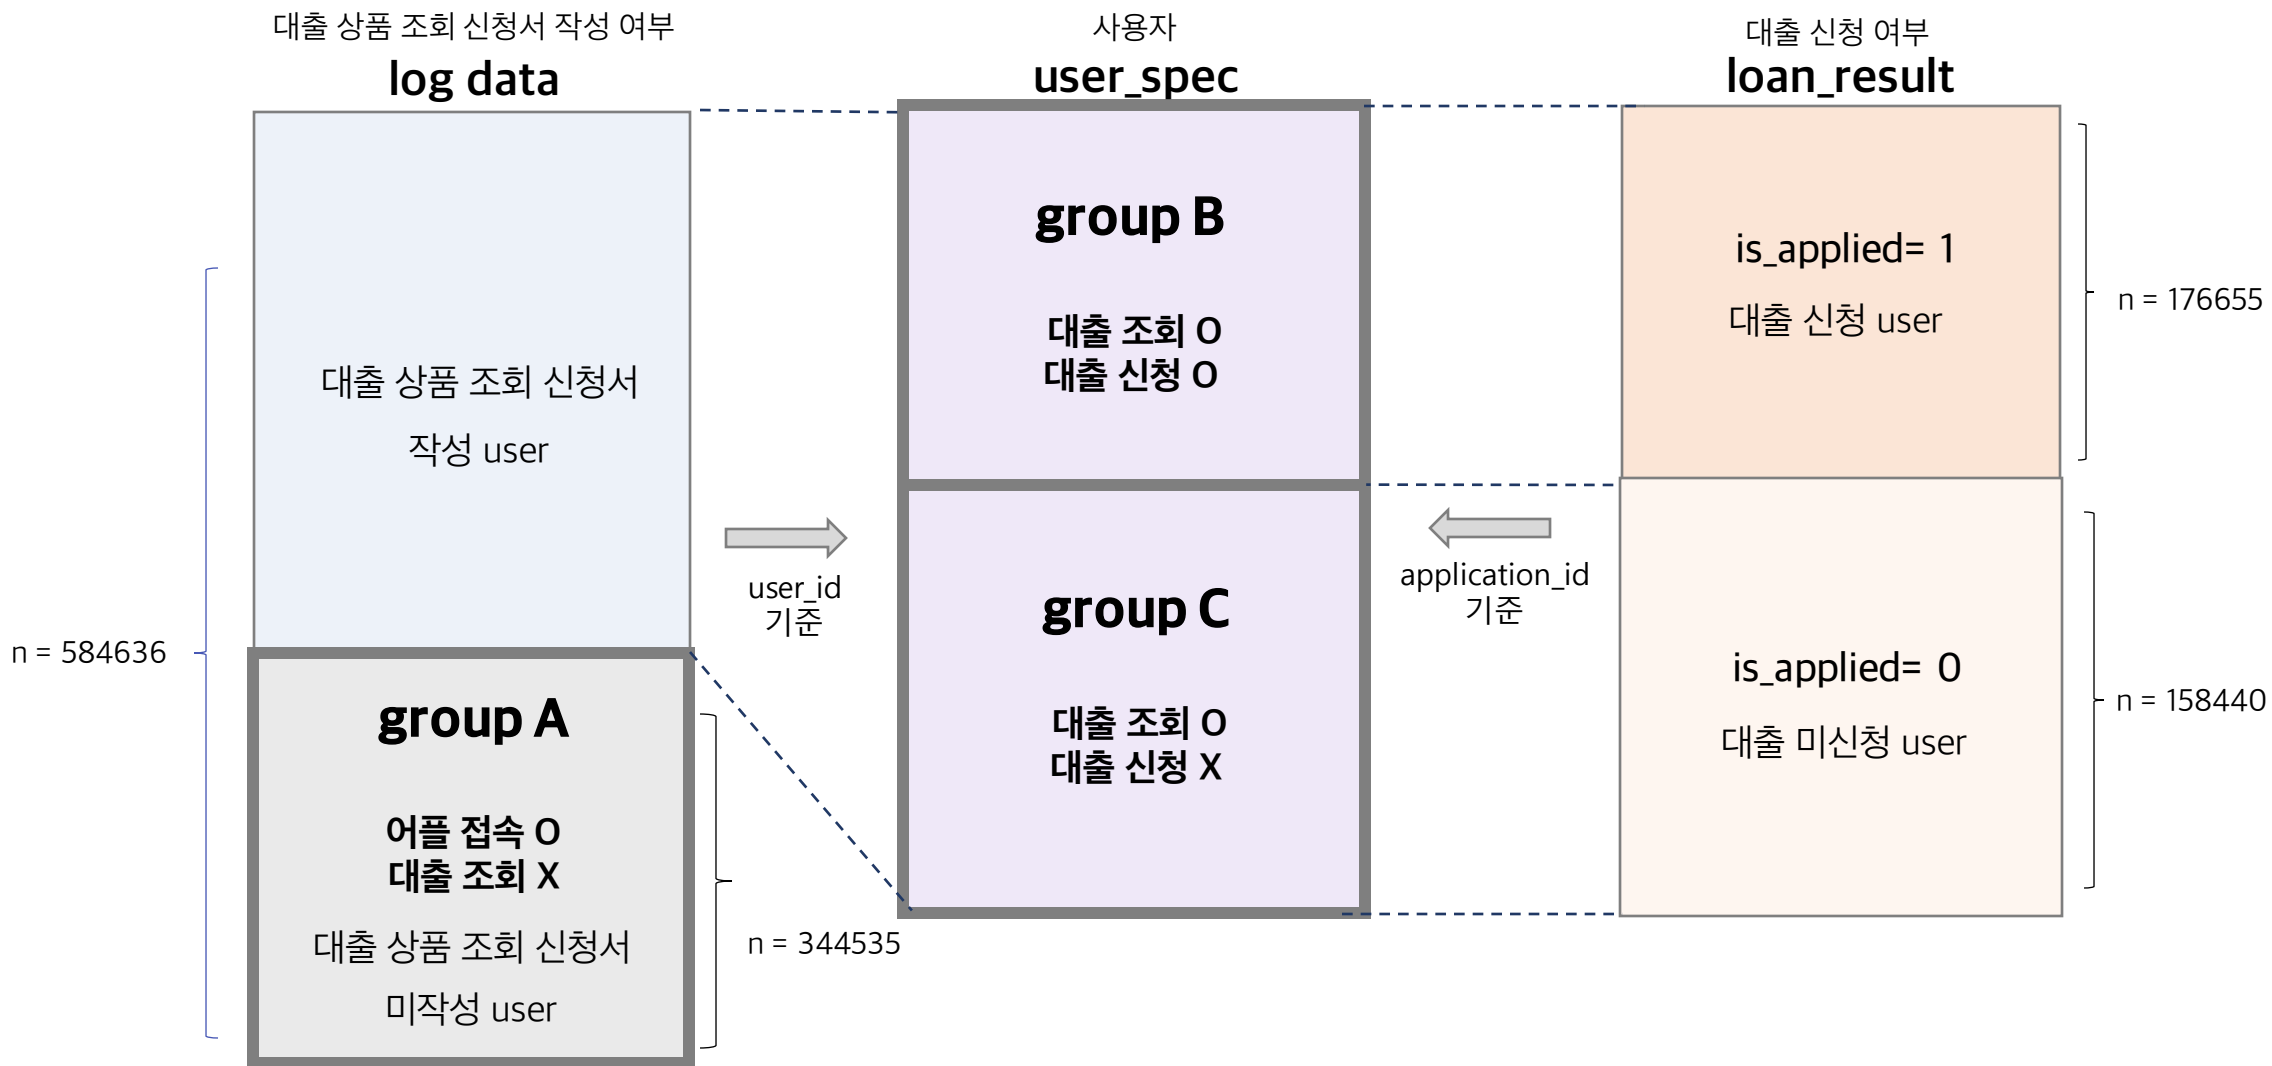 대출 상품 조회 신청서 작성 여부
log data
대출 상품 조회 신청서
작성 user
n = 584636
group A
어플 접속 O
대출 조회 X
대출 상품 조회 신청서
미작성 user
n = 344535
user_id
기준
사용자
user_spec
group B
대출 조회 O
대출 신청 O
group C
대출 조회 O
대출 신청 X
application_id
기준
대출 신청 여부
loan_result
is_applied= 1
대출 신청 user
n = 176655
is_applied= 0
대출 미신청 user
n = 158440